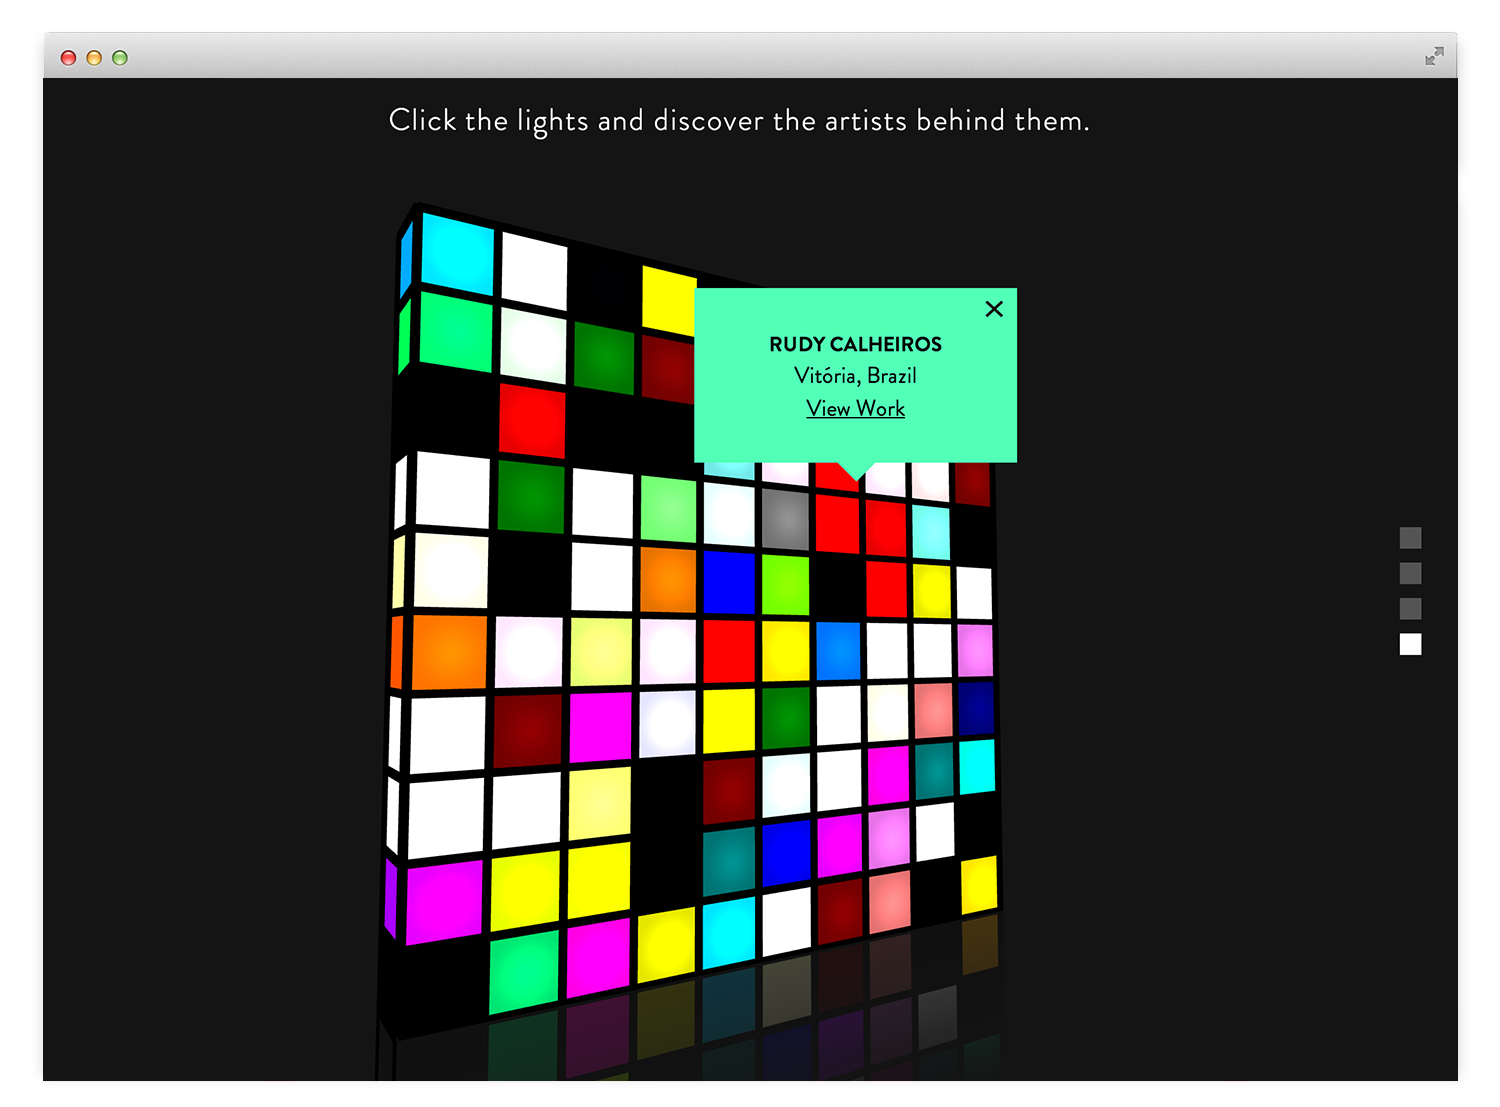 Click the lights and discover the artists behind them.
RUDY CALHEIROS
Vitória, Brazil
View Work